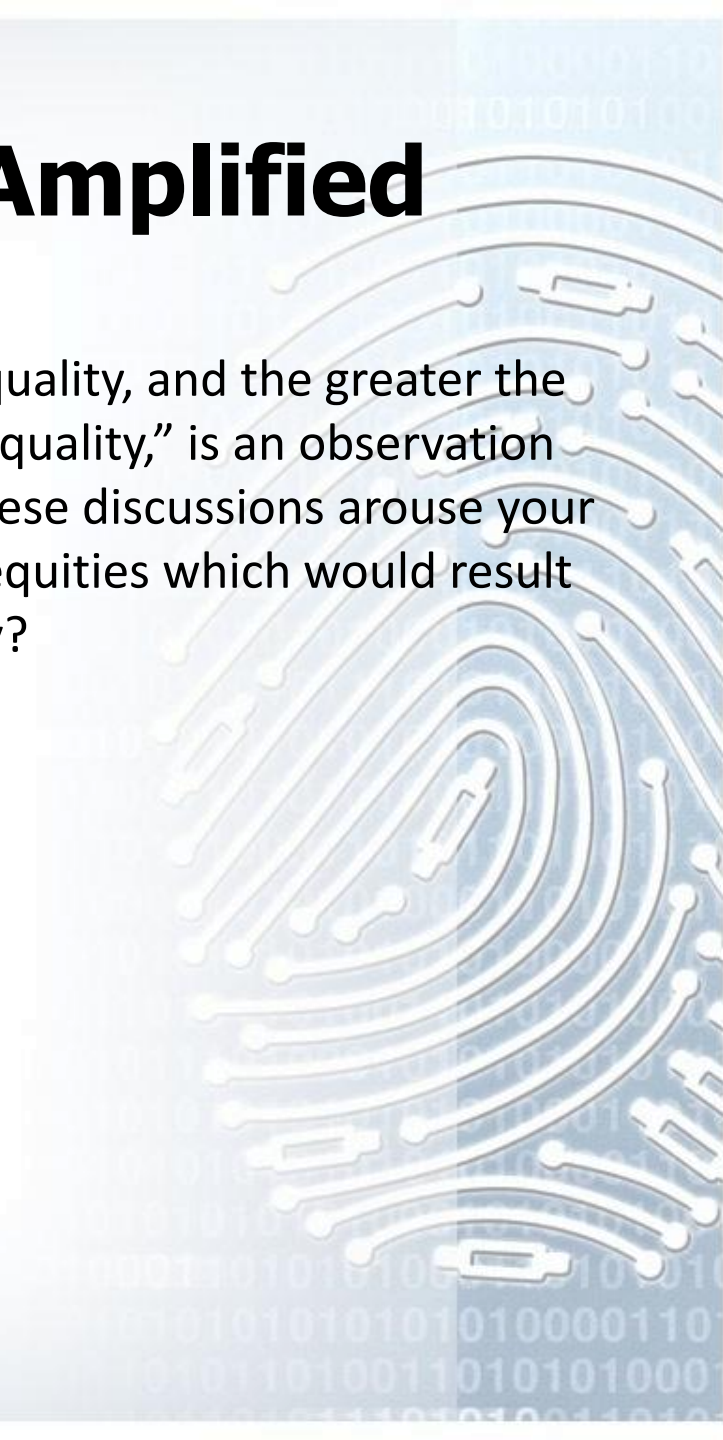 Amplified
quality, and the greater the
quality,” is an observation
ese discussions arouse your
equities which would result
?